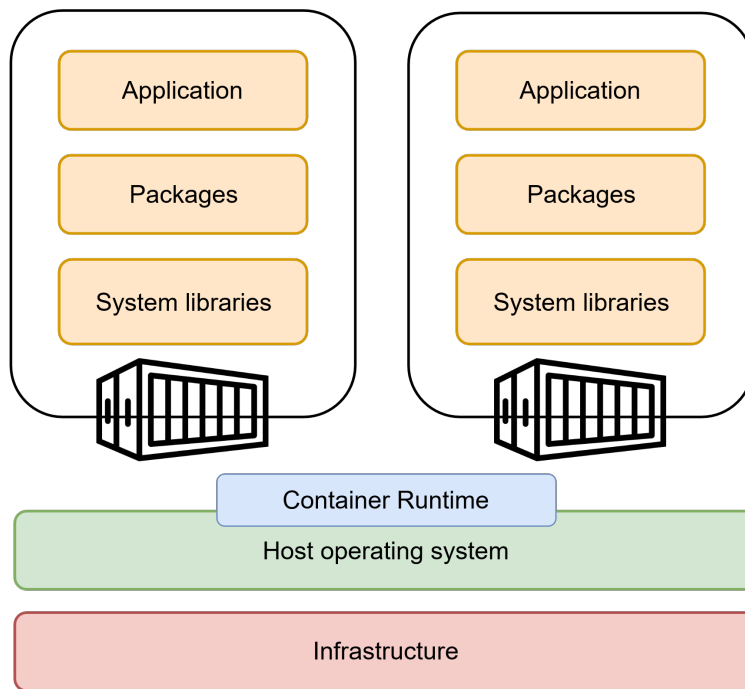 Application
Packages
System libraries
Application
Packages
System libraries
Container Runtime
Host operating system
Infrastructure